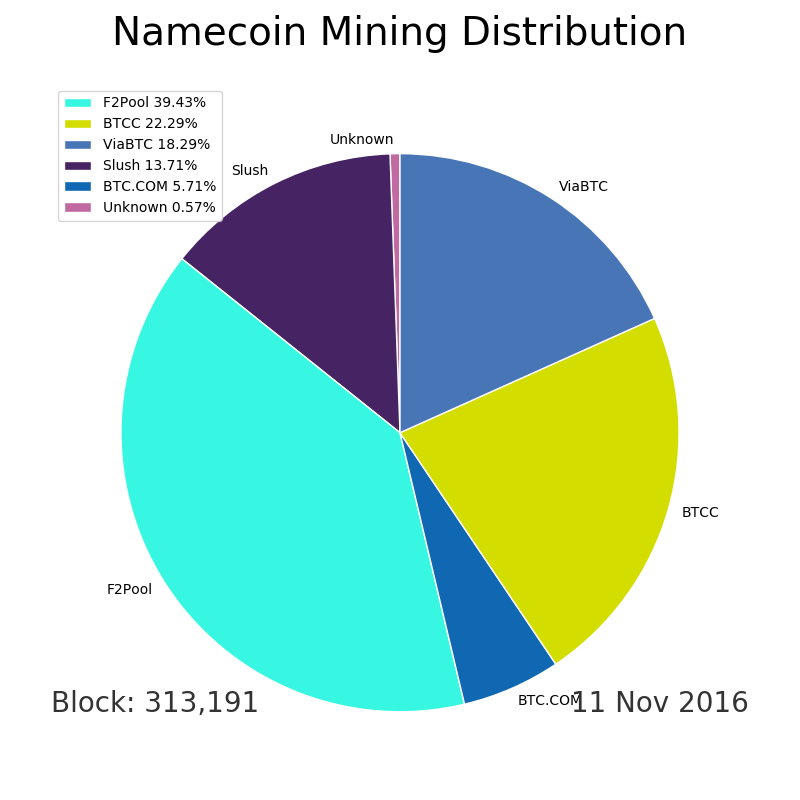 Namecoin Mining Distribution
F2Pool 39.43%
BTCC 22.29%
ViaBTC 18.29%
Slush 13.71%
BTC.COM 5.71%
Unknown 0.57%
Unknown
Slush
ViaBTC
BTCC
F2Pool
BTC.COM
Block: 313,191
11 Nov 2016